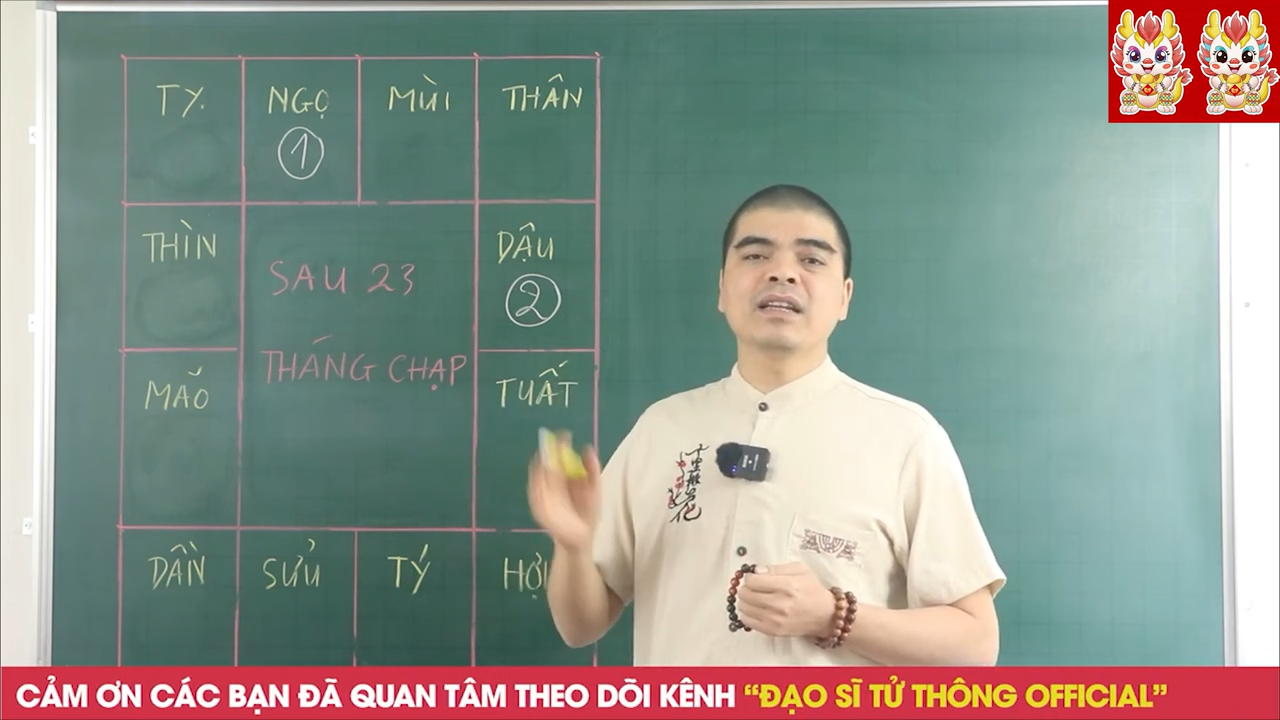 TỴ.
NGỌ
MÙI
THÂN
1
THÌN
DẬU
SAU 23
2
THÁNG CHẠP
MÃO
TUẤT
DẦN
SỬU
TÝ
HỢI
CẢM ƠN CÁC BẠN ĐÃ QUAN TÂM THEO DÕI KÊNH “ĐẠO SĨ TỬ THÔNG OFFICIAL”